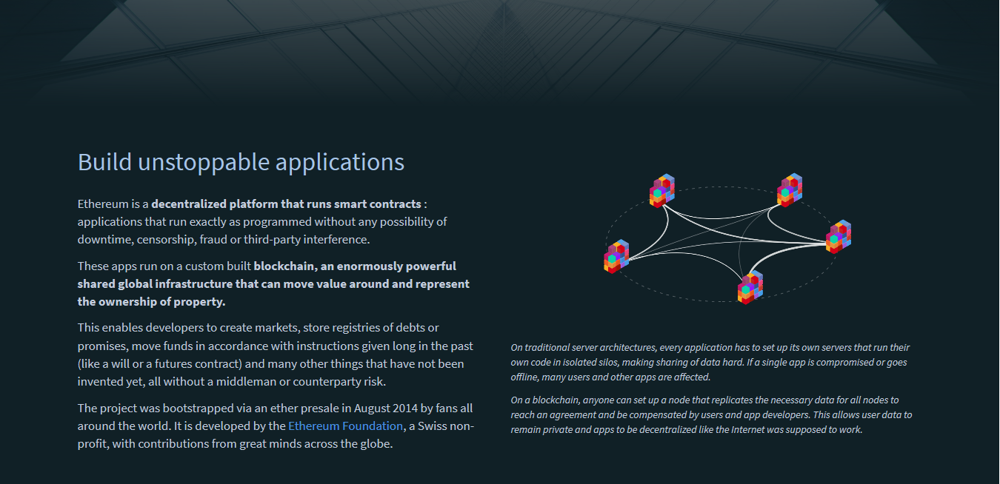 Build unstoppable applications
Ethereum is a decentralized platform that runs smart contracts :
applications that run exactly as programmed without any possibility of
downtime, censorship, fraud or third-party interference.
These apps run on a custom built blockchain, an enormously powerful
shared global infrastructure that can move value around and represent
the ownership of property.
This enables developers to create markets, store registries of debts or
promises, move funds in accordance with instructions given long in the past
(like a will or a futures contract) and many other things that have not been
invented yet, all without a middleman or counterparty risk.
The project was bootstrapped via an ether presale in August 2014 by fans all
around the world. It is developed by the Ethereum Foundation, a Swiss non-
profit, with contributions from great minds across the globe.
On traditional server architectures, every application has to set up its own servers that run their
own code in isolated silos, making sharing of data hard. If a single app is compromised or goes
offline, many users and other apps are affected.
On a blockchain, anyone can set up a node that replicates the necessary data for all nodes to
reach an agreement and be compensated by users and app developers. This allows user data to
remain private and apps to be decentralized like the Internet was supposed to work.